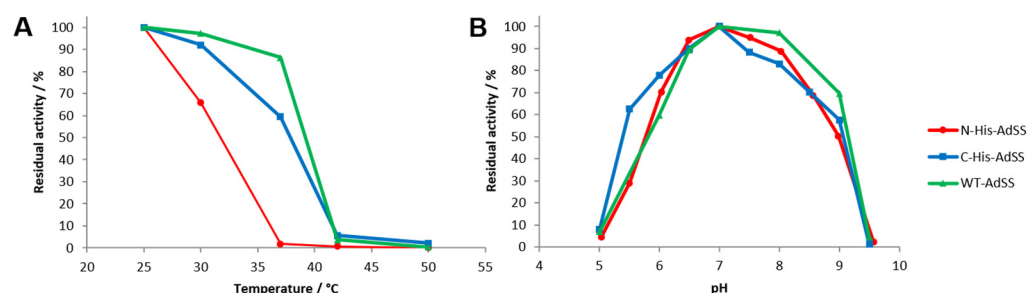 A
Residual activity / %
100
90
80
70
60
50
40
30
20
10
0
20 25 30 35 40 45 50 55
Temperature / °C
B
Residual activity / %
100
90
80
70
60
50
40
30
20
10
0
4 5 6 7 8 9 10
pH
N-His-AdSS
C-His-AdSS
WT-AdSS